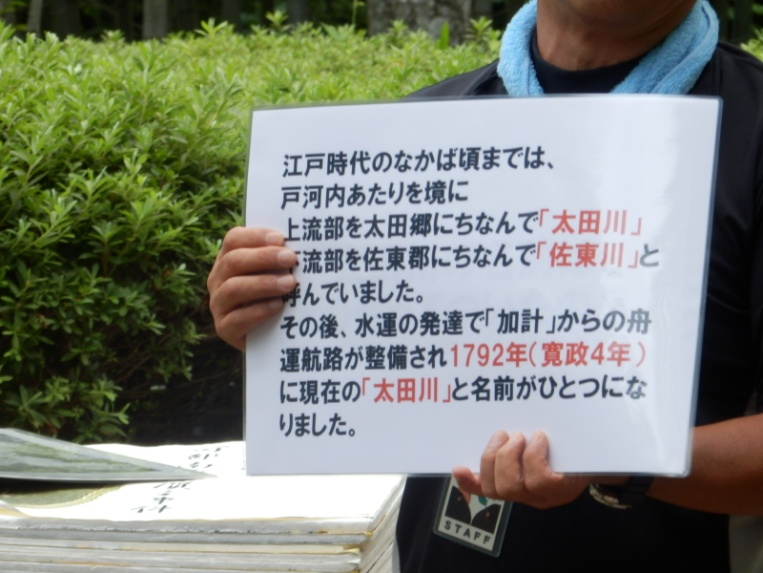 江戸時代のなかば頃までは、
戸河内あたりを境に
上流部を太田郷にちなんで「太田川」
下流部を佐東郡にちなんで「佐東川」と
呼んでいました。
その後、水運の発達で「加計」からの舟
運航路が整備され1792年(寛政4年)
に現在の「太田川」と名前がひとつにな
りました。
STAFF